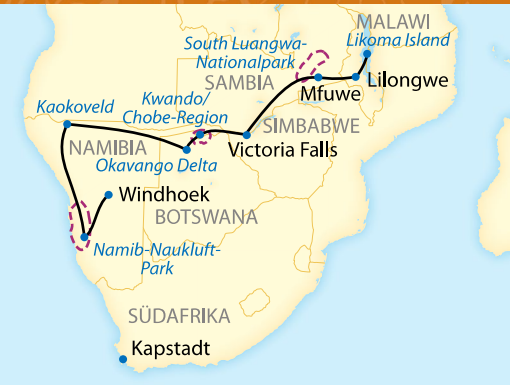 MALAWI
Likoma Island
South Luangwa-
Nationalpark
SAMBIA
Mfuwe
Lilongwe
Kaokoveld
Kwando/
Chobe-Region
SIMBABWE
NAMIBIA
Victoria Falls
Okavango Delta
Windhoek
BOTSWANA
Namib-Naukluft-
Park
SÜDAFRIKA
Kapstadt